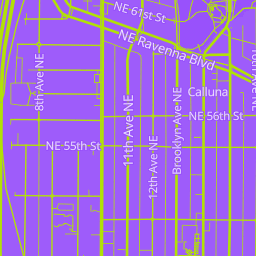 NE 61st St
NE Ravenna Blvd
8th Ave NE
Calluna
11th Ave NE
NE 56th St
Brooklyn Ave NE
12th Ave NE
NE 55th St